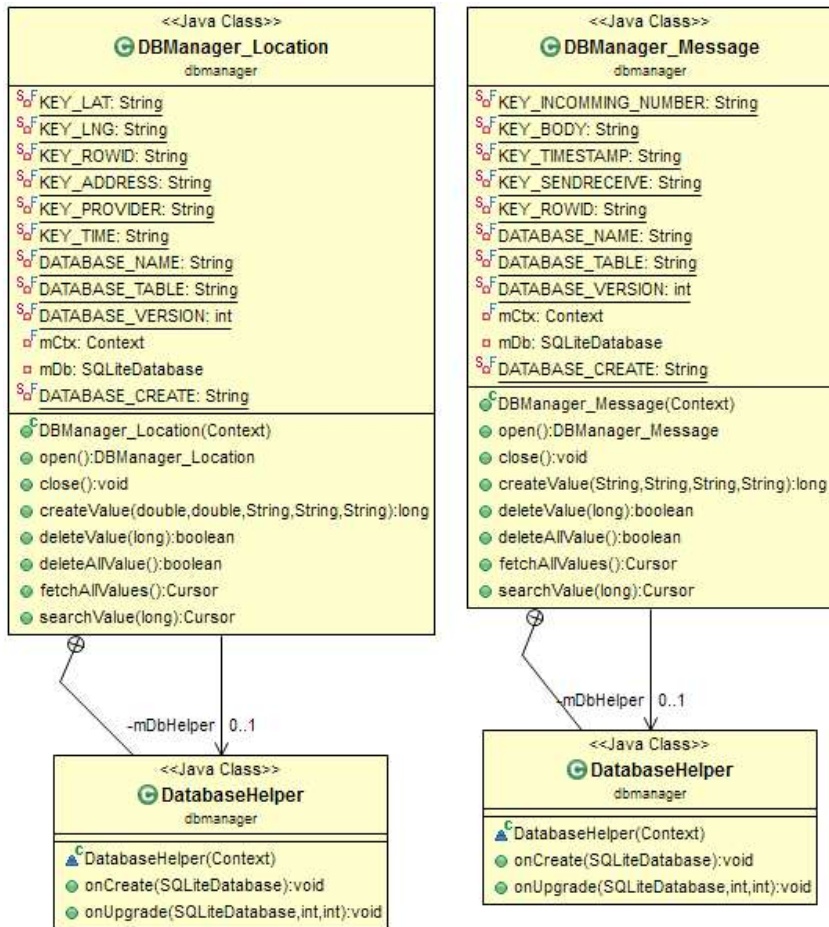 <<Java Class>>
DBManager_Location
dbmanager
KEY_LAT: String
KEY_LNG: String
KEY_ROWID: String
KEY_ADDRESS: String
KEY_PROVIDER: String
KEY_TIME: String
DATABASE_NAME: String
DATABASE_TABLE: String
DATABASE_VERSION: int
mCtx: Context
mDb: SQLiteDatabase
DATABASE_CREATE: String
DBManager_Location(Context)
open():DBManager_Location
close():void
createValue(double,double,String,String,String):long
deleteValue(long):boolean
deleteAllValue():boolean
fetchAllValues():Cursor
searchValue(long):Cursor
-mDbHelper 0..1
<<Java Class>>
DatabaseHelper
dbmanager
DatabaseHelper(Context)
onCreate(SQLiteDatabase):void
onUpgrade(SQLiteDatabase,int,int):void
<<Java Class>>
DBManager_Message
dbmanager
KEY_INCOMMING_NUMBER: String
KEY_BODY: String
KEY_TIMESTAMP: String
KEY_SENDRECEIVE: String
KEY_ROWID: String
DATABASE_NAME: String
DATABASE_TABLE: String
DATABASE_VERSION: int
mCtx: Context
mDb: SQLiteDatabase
DATABASE_CREATE: String
DBManager_Message(Context)
open():DBManager_Message
close():void
createValue(String,String,String,String):long
deleteValue(long):boolean
deleteAllValue():boolean
fetchAllValues():Cursor
searchValue(long):Cursor
-mDbHelper 0..1
<<Java Class>>
DatabaseHelper
dbmanager
DatabaseHelper(Context)
onCreate(SQLiteDatabase):void
onUpgrade(SQLiteDatabase,int,int):void